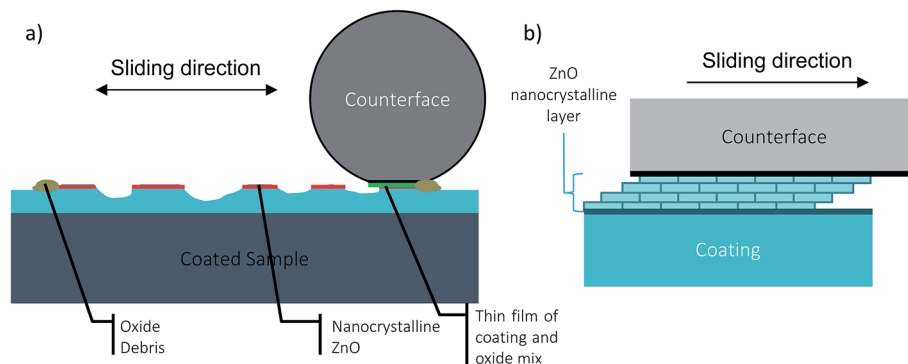 a)
Sliding direction
Counterface
Coated Sample
Oxide
Debris
Nanocrystalline
ZnO
Thin film of
coating and
oxide mix
b)
Sliding direction
ZnO
nanocrystalline
layer
Counterface
Coating